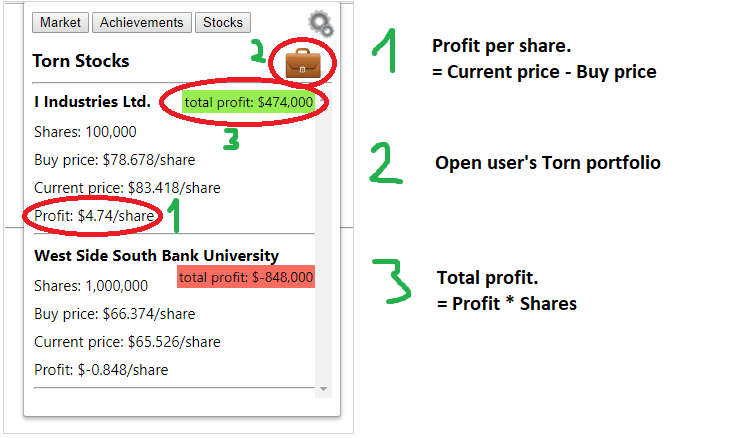 Market Achievements Stocks
Torn Stocks
2
I Industries Ltd.
total profit: $474,000
3
Shares: 100,000
Buy price: $78.678/share
Current price: $83.418/share
Profit: $4.74/share
1
West Side South Bank University
total profit: $-848,000
Shares: 1,000,000
Buy price: $66.374/share
Current price: $65.526/share
Profit: $-0.848/share
1
Profit per share.
= Current price - Buy price
2
Open user's Torn portfolio
3
Total profit.
= Profit * Shares